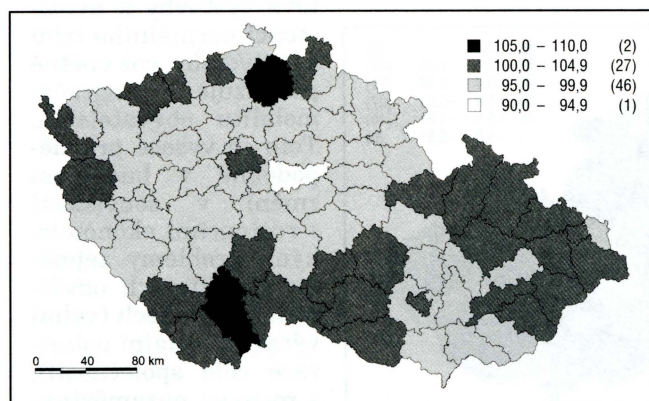 105,0 – 110,0 (2)
100,0 – 104,9 (27)
95,0 – 99,9 (46)
90,0 – 94,9 (1)
0 40 80 km